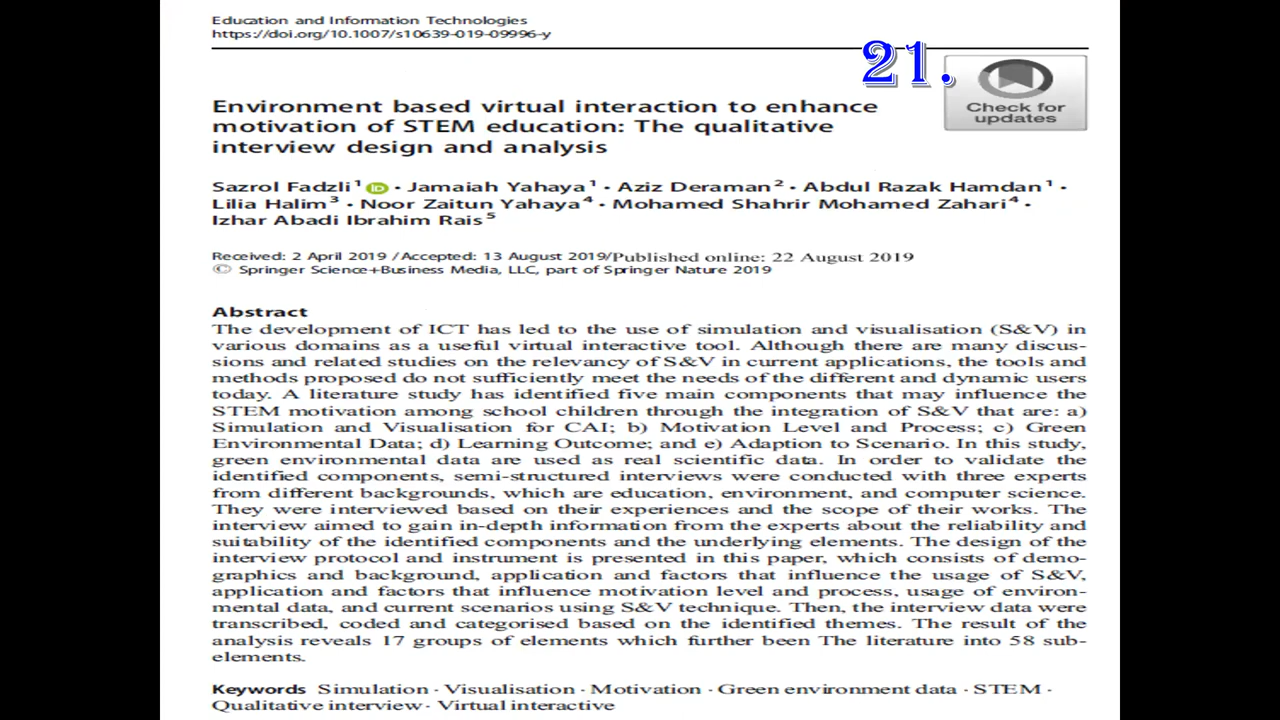 Education and Information Technologies
https://doi.org/10.1007/s10639-019-09996-y
21.
Check for
updates
Environment based virtual interaction to enhance
motivation of STEM education: The qualitative
interview design and analysis
Sazrol Fadzli1 iD · Jamaiah Yahaya1 · Aziz Deraman2 · Abdul Razak Hamdan1 ·
Lilia Halim3 · Noor Zaitun Yahaya4 · Mohamed Shahrir Mohamed Zahari4 ·
Izhar Abadi Ibrahim Rais5
Received: 2 April 2019 /Accepted: 13 August 2019/Published online: 22 August 2019
© Springer Science+Business Media, LLC, part of Springer Nature 2019
Abstract
The development of ICT has led to the use of simulation and visualisation (S&V) in
various domains as a useful virtual interactive tool. Although there are many discus-
sions and related studies on the relevancy of S&V in current applications, the tools and
methods proposed do not sufficiently meet the needs of the different and dynamic users
today. A literature study has identified five main components that may influence the
STEM motivation among school children through the integration of S&V that are: a)
Simulation and Visualisation for CAI; b) Motivation Level and Process; c) Green
Environmental Data; d) Learning Outcome; and e) Adaption to Scenario. In this study,
green environmental data are used as real scientific data. In order to validate the
identified components, semi-structured interviews were conducted with three experts
from different backgrounds, which are education, environment, and computer science.
They were interviewed based on their experiences and the scope of their works. The
interview aimed to gain in-depth information from the experts about the reliability and
suitability of the identified components and the underlying elements. The design of the
interview protocol and instrument is presented in this paper, which consists of demo-
graphics and background, application and factors that influence the usage of S&V,
application and factors that influence motivation level and process, usage of environ-
mental data, and current scenarios using S&V technique. Then, the interview data were
transcribed, coded and categorised based on the identified themes. The result of the
analysis reveals 17 groups of elements which further been The literature into 58 sub-
elements.
Keywords Simulation · Visualisation · Motivation · Green environment data · STEM ·
Qualitative interview · Virtual interactive